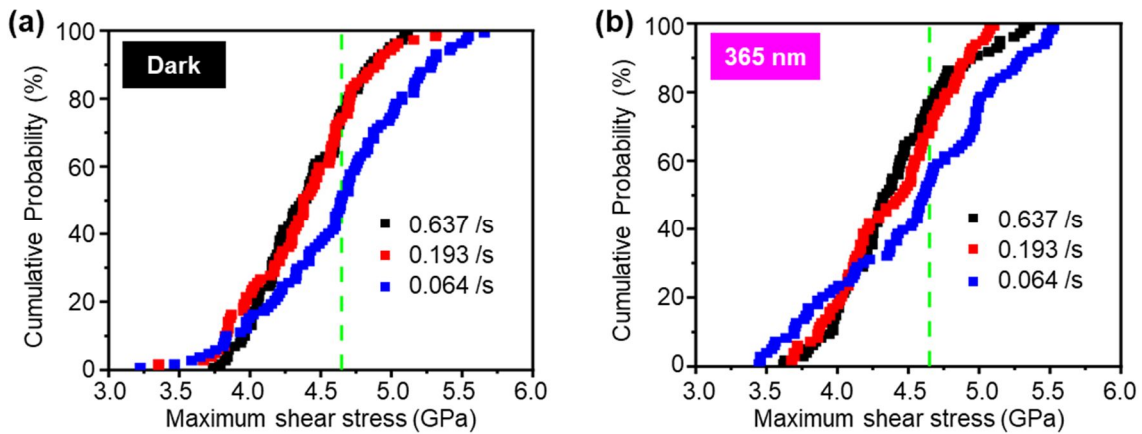 (a)
Dark
Cumulative Probability (%)
100
80
60
40
20
0
0.637 /s
0.193 /s
0.064 /s
3.0 3.5 4.0 4.5 5.0 5.5 6.0
Maximum shear stress (GPa)
(b)
365 nm
Cumulative Probability (%)
100
80
60
40
20
0
0.637 /s
0.193 /s
0.064 /s
3.0 3.5 4.0 4.5 5.0 5.5 6.0
Maximum shear stress (GPa)